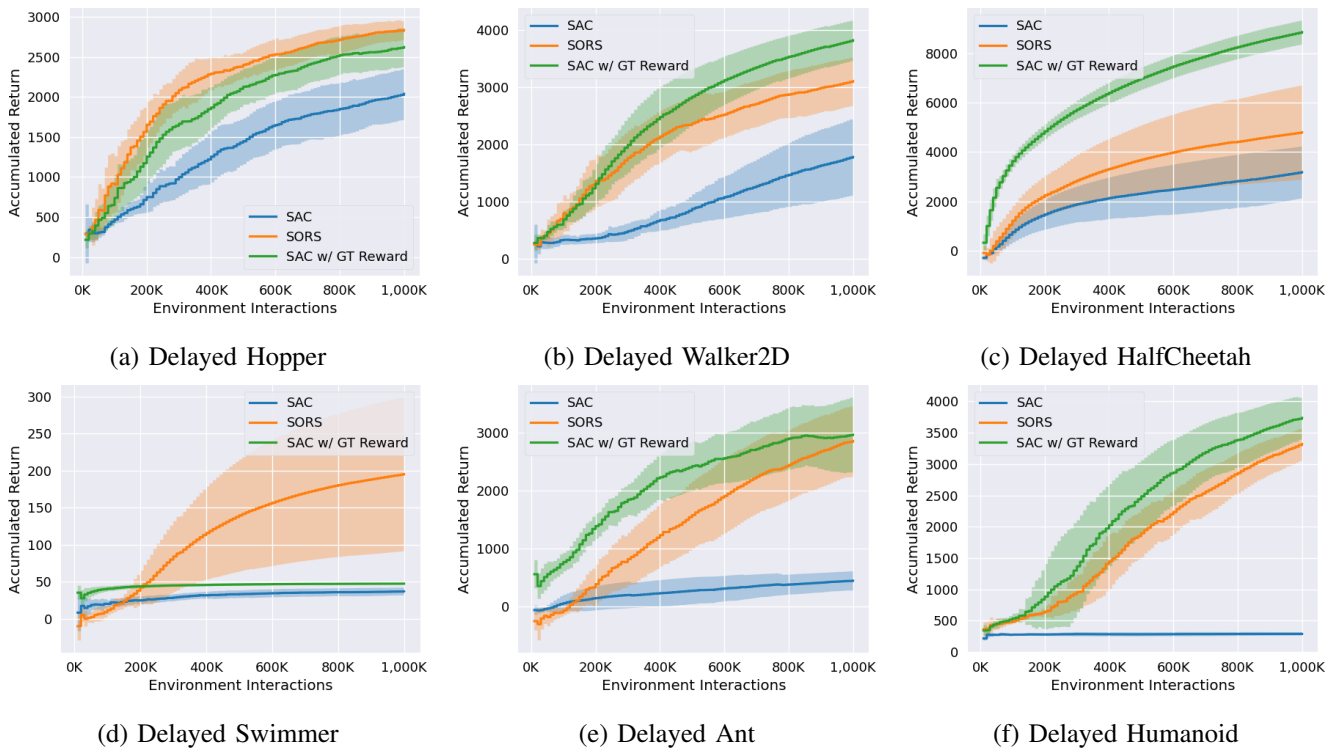 3000
2500
2000
1500
1000
500
0
Accumulated Return
SAC
SORS
SAC w/ GT Reward
0K 200K 400K 600K 800K 1,000K
Environment Interactions
(a) Delayed Hopper
4000
3000
2000
1000
0
Accumulated Return
SAC
SORS
SAC w/ GT Reward
0K 200K 400K 600K 800K 1,000K
Environment Interactions
(b) Delayed Walker2D
8000
6000
4000
2000
0
Accumulated Return
SAC
SORS
SAC w/ GT Reward
0K 200K 400K 600K 800K 1,000K
Environment Interactions
(c) Delayed HalfCheetah
300
250
200
150
100
50
0
Accumulated Return
SAC
SORS
SAC w/ GT Reward
0K 200K 400K 600K 800K 1,000K
Environment Interactions
(d) Delayed Swimmer
3000
2000
1000
0
Accumulated Return
SAC
SORS
SAC w/ GT Reward
0K 200K 400K 600K 800K 1,000K
Environment Interactions
(e) Delayed Ant
4000
3500
3000
2500
2000
1500
1000
500
0
Accumulated Return
SAC
SORS
SAC w/ GT Reward
0K 200K 400K 600K 800K 1,000K
Environment Interactions
(f) Delayed Humanoid